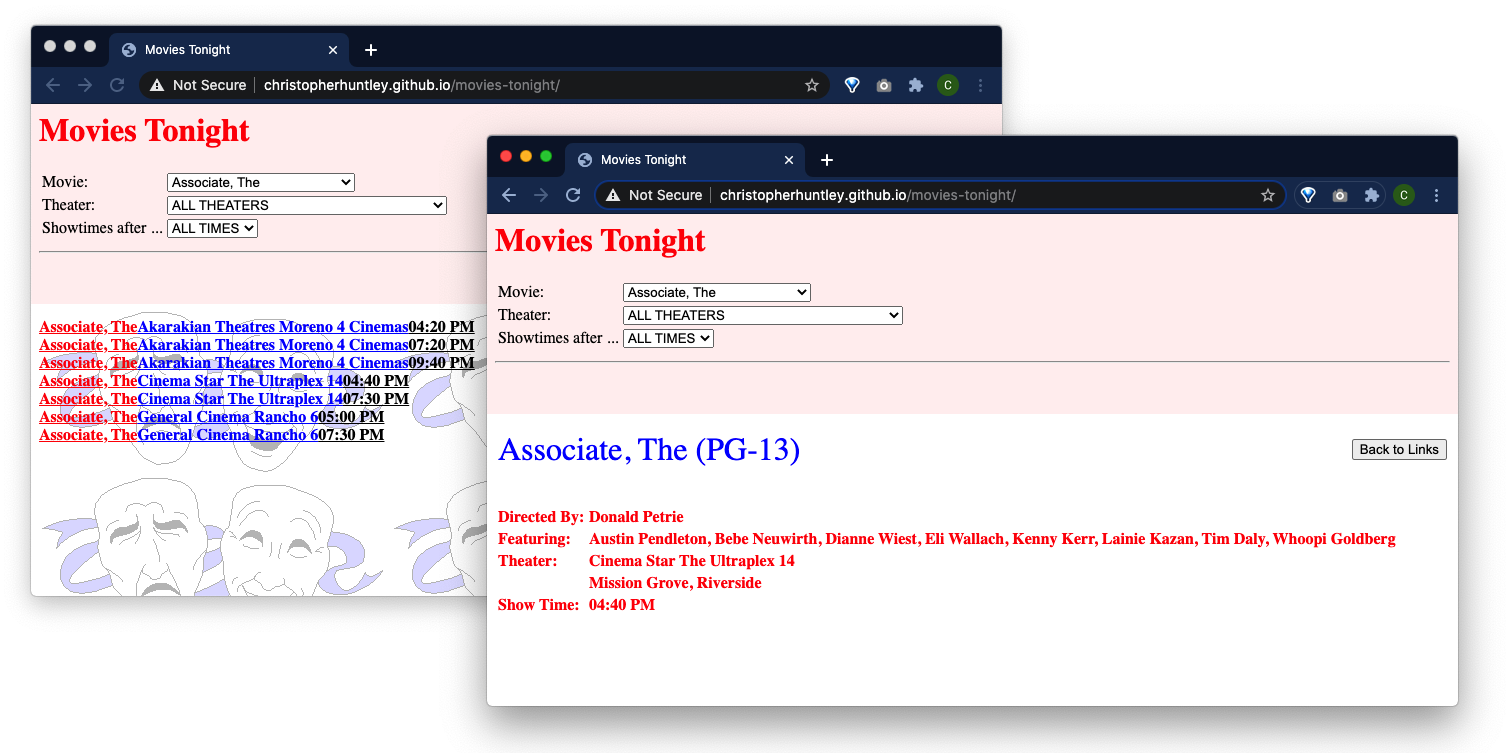 Movies Tonight
Not Secure christopherhuntley.github.io/movies-tonight/
C
Movies Tonight
Movie: Associate, The
Theater: ALL THEATERS
Showtimes after ... ALL TIMES
Associate, TheAkarakian Theatres Moreno 4 Cinemas04:20 PM
Associate, TheAkarakian Theatres Moreno 4 Cinemas07:20 PM
Associate, TheAkarakian Theatres Moreno 4 Cinemas09:40 PM
Associate, TheCinema Star The Ultraplex 1404:40 PM
Associate, TheCinema Star The Ultraplex 1407:30 PM
Associate, TheGeneral Cinema Rancho 605:00 PM
Associate, TheGeneral Cinema Rancho 607:30 PM
Movies Tonight
Not Secure christopherhuntley.github.io/movies-tonight/
C
Movies Tonight
Movie: Associate, The
Theater: ALL THEATERS
Showtimes after ... ALL TIMES
Associate, The (PG-13)
Back to Links
Directed By: Donald Petrie
Featuring: Austin Pendleton, Bebe Neuwirth, Dianne Wiest, Eli Wallach, Kenny Kerr, Lainie Kazan, Tim Daly, Whoopi Goldberg
Theater: Cinema Star The Ultraplex 14
Mission Grove, Riverside
Show Time: 04:40 PM